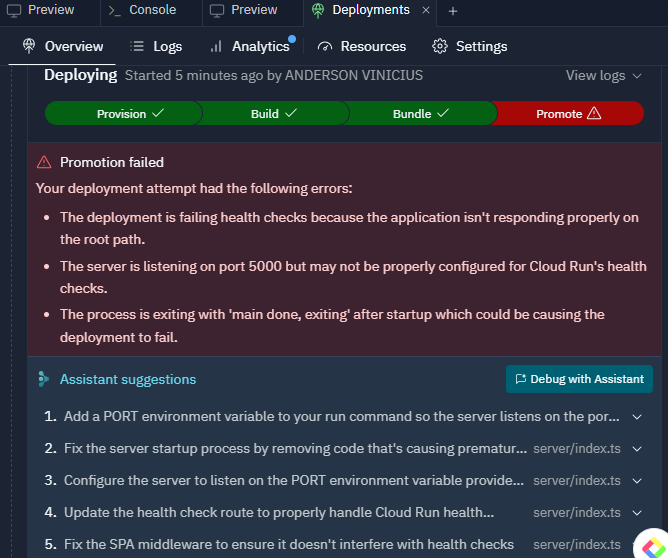 Preview
Console
Preview
Deployments
Overview
Logs
Analytics
Resources
Settings
Deploying Started 5 minutes ago by ANDERSON VINICIUS
View logs
Provision
Build
Bundle
Promote
Promotion failed
Your deployment attempt had the following errors:
• The deployment is failing health checks because the application isn't responding properly on
the root path.
• The server is listening on port 5000 but may not be properly configured for Cloud Run's health
checks.
• The process is exiting with 'main done, exiting' after startup which could be causing the
deployment to fail.
Assistant suggestions
Debug with Assistant
1. Add a PORT environment variable to your run command so the server listens on the por...
2. Fix the server startup process by removing code that's causing prematur... server/index.ts
3. Configure the server to listen on the PORT environment variable provide... server/index.ts
4. Update the health check route to properly handle Cloud Run health... server/index.ts
5. Fix the SPA middleware to ensure it doesn't interfere with health checks server/index.ts